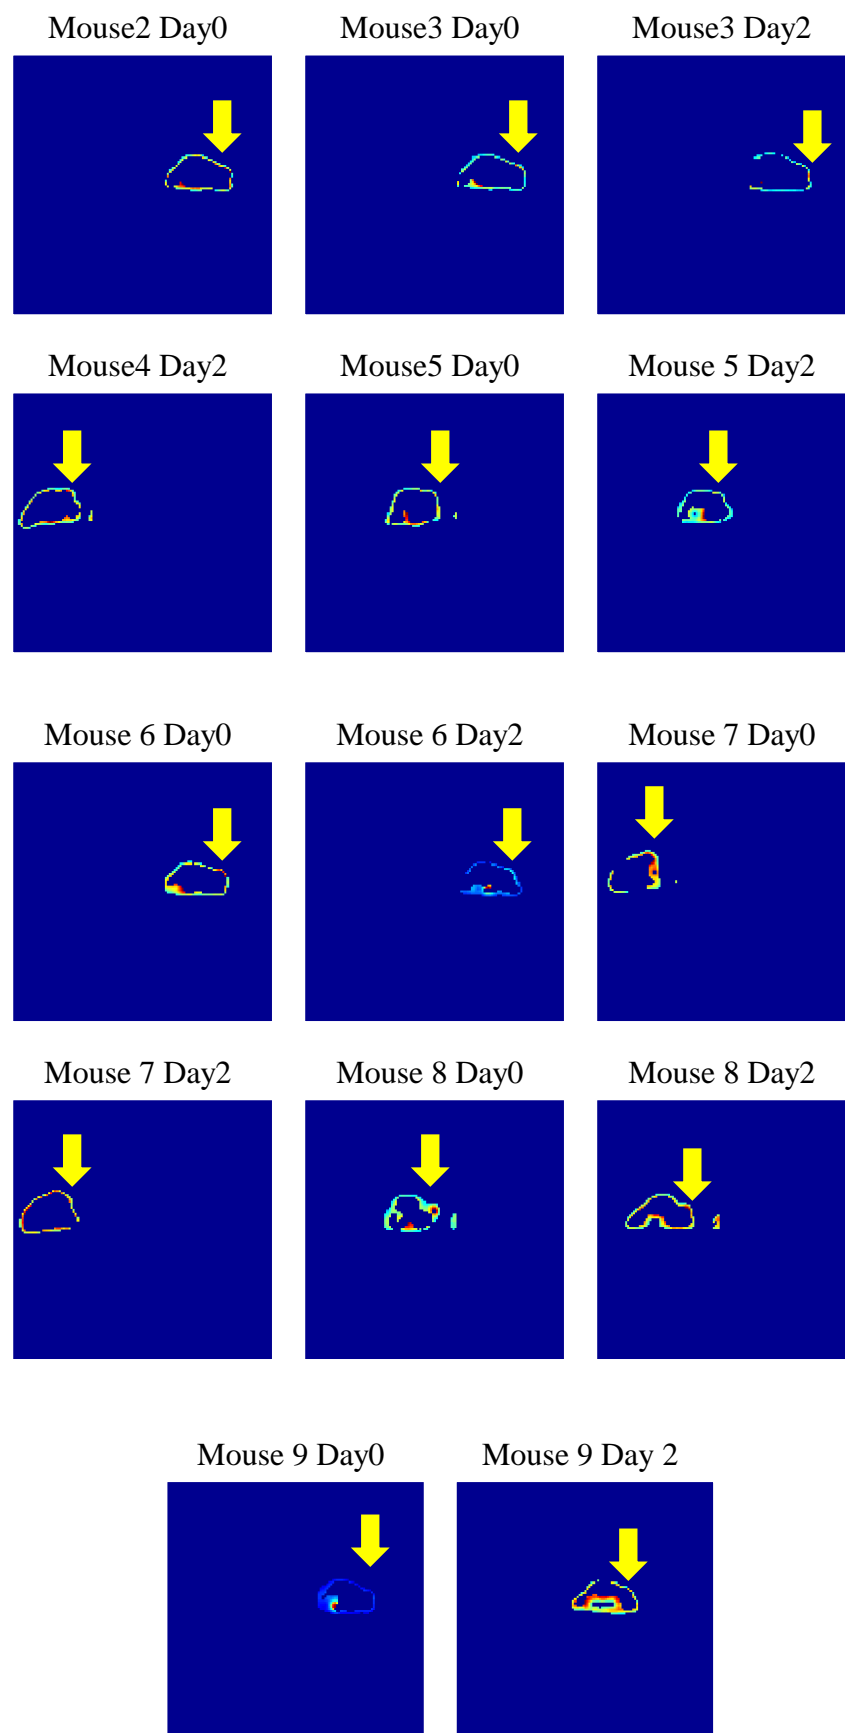 Mouse2 Day0
Mouse3 Day0
Mouse3 Day2
Mouse4 Day2
Mouse5 Day0
Mouse 5 Day2
Mouse 6 Day0
Mouse 6 Day2
Mouse 7 Day0
Mouse 7 Day2
Mouse 8 Day0
Mouse 8 Day2
Mouse 9 Day0
Mouse 9 Day 2